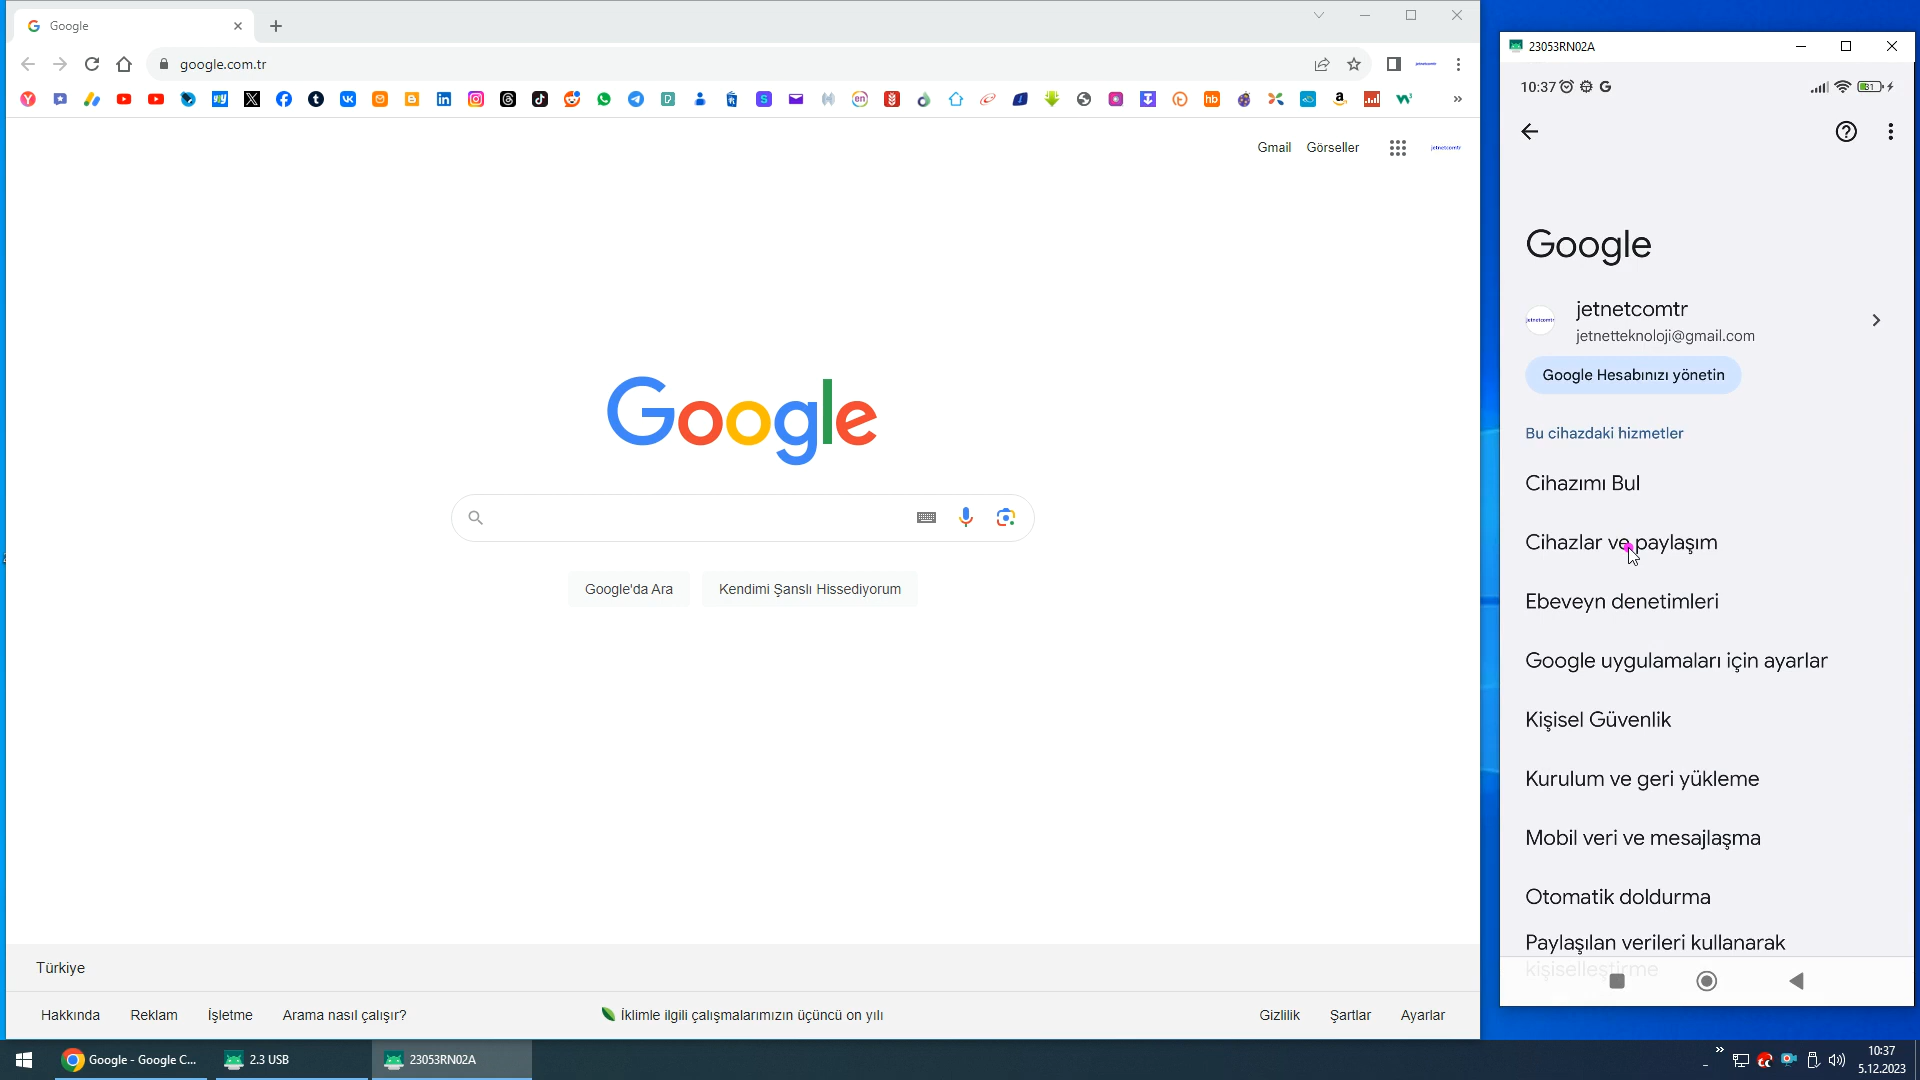 Google
google.com.tr
Gmail
Görseller
jetnetcomtr
Google
Google'da Ara
Kendimi Şanslı Hissediyorum
Türkiye
Hakkında
Reklam
İşletme
Arama nasıl çalışır?
İklimle ilgili çalışmalarımızın üçüncü on yılı
Gizlilik
Şartlar
Ayarlar
23053RN02A
10:37
31
Google
jetnetcomtr
jetnetcomtr
jetnetteknoloji@gmail.com
Google Hesabınızı yönetin
Bu cihazdaki hizmetler
Cihazımı Bul
Cihazlar ve paylaşım
Ebeveyn denetimleri
Google uygulamaları için ayarlar
Kişisel Güvenlik
Kurulum ve geri yükleme
Mobil veri ve mesajlaşma
Otomatik doldurma
Paylaşılan verileri kullanarak
kişiselleştirme
Google - Google C...
2.3 USB
23053RN02A
10:37
5.12.2023